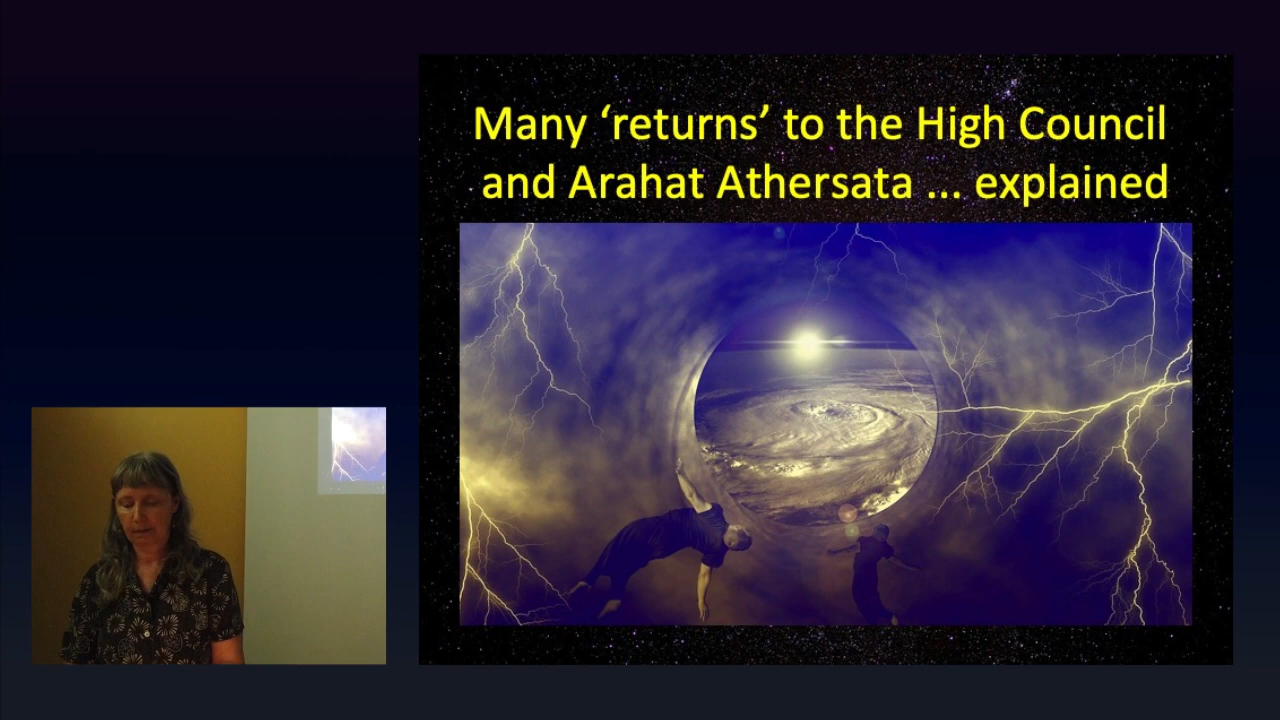 Many ‘returns’ to the High Council
and Arahat Athersata ... explained